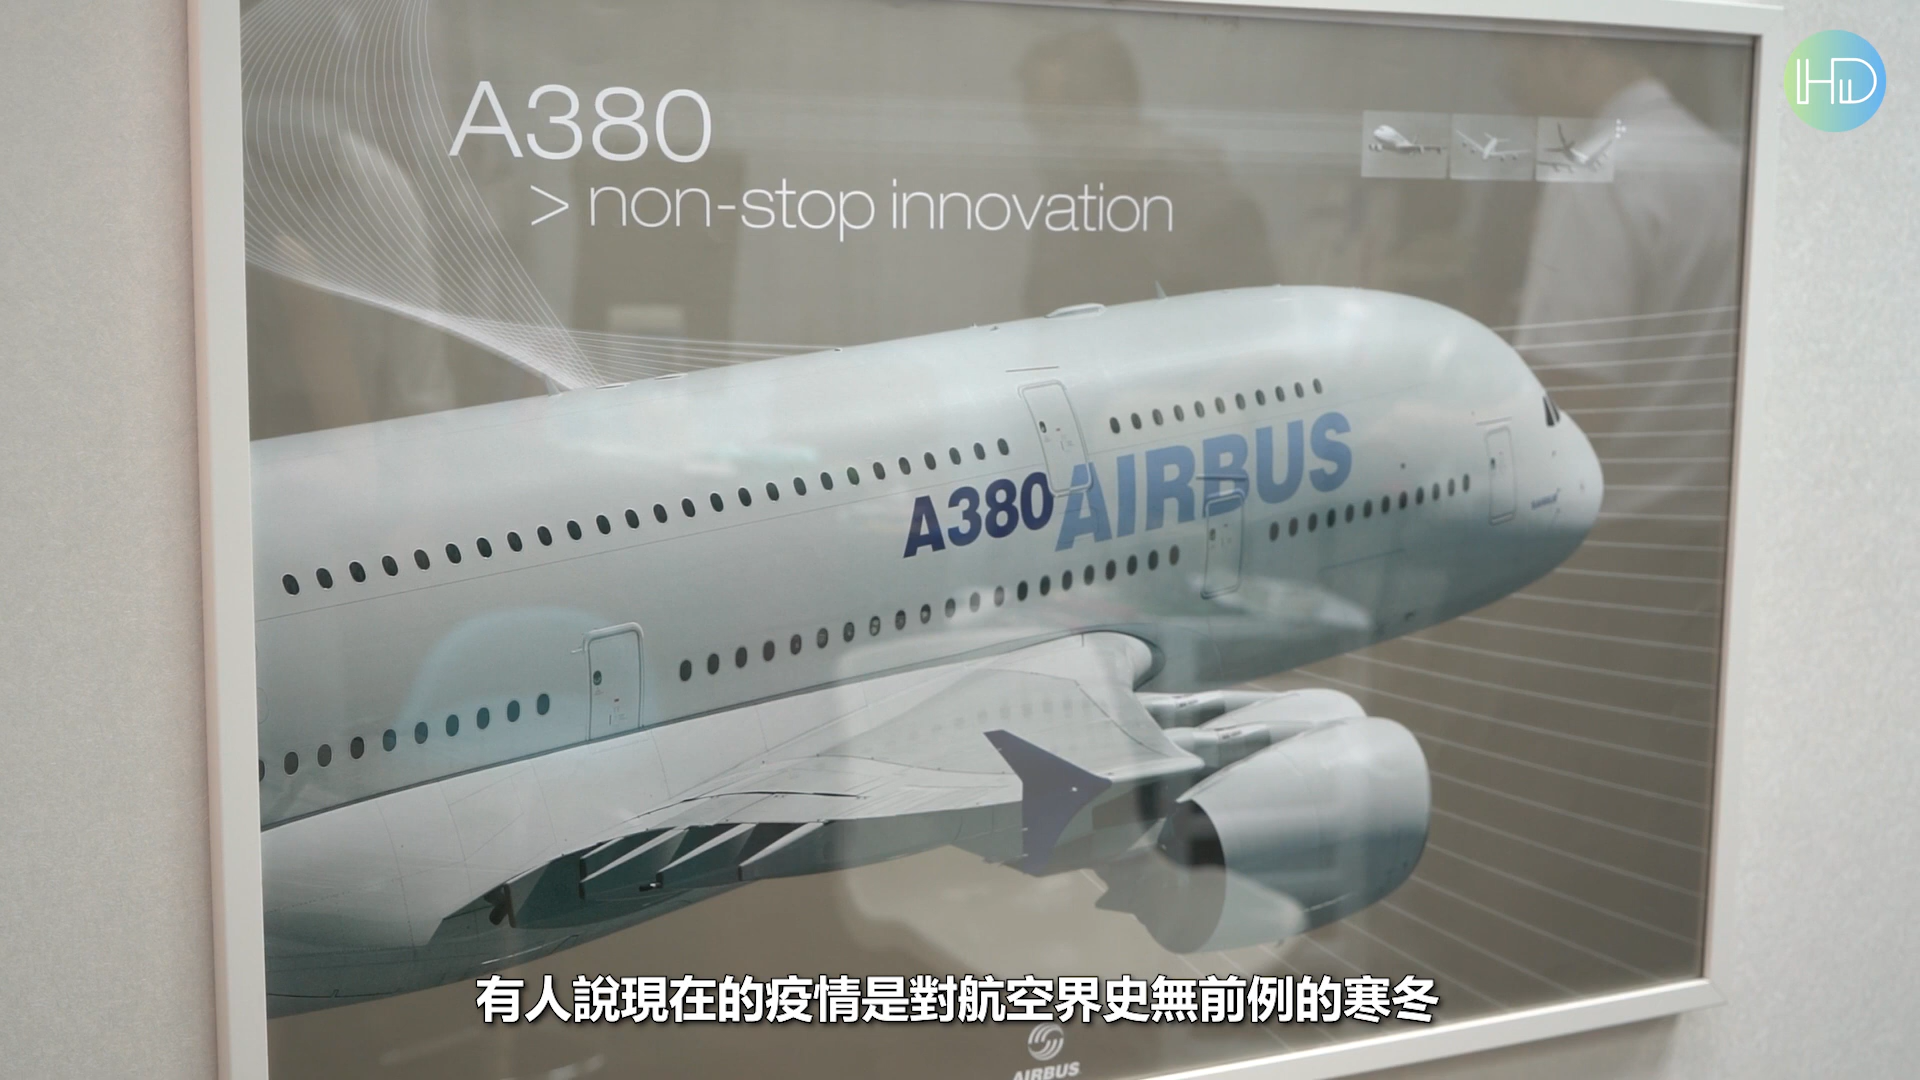 A380
> non-stop innovation
HD
A380 AIRBUS
有人說現在的疫情是對航空界史無前例的寒冬
AIRBUS